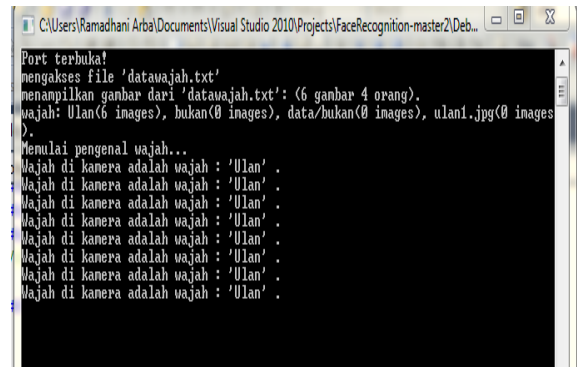 C:\Users\Ramadhani Arba\Documents\Visual Studio 2010\Projects\FaceRecognition-master2\Deb...
Port terbuka!
mengakses file 'datawajah.txt'
menampilkan gambar dari 'datawajah.txt': (6 gambar 4 orang).
wajah: Ulan(6 images), bukan(0 images), data/bukan(0 images), ulan1.jpg(0 images
).
Memulai pengenal wajah...
Wajah di kamera adalah wajah : 'Ulan' .
Wajah di kamera adalah wajah : 'Ulan' .
Wajah di kamera adalah wajah : 'Ulan' .
Wajah di kamera adalah wajah : 'Ulan' .
Wajah di kamera adalah wajah : 'Ulan' .
Wajah di kamera adalah wajah : 'Ulan' .
Wajah di kamera adalah wajah : 'Ulan' .
Wajah di kamera adalah wajah : 'Ulan' .